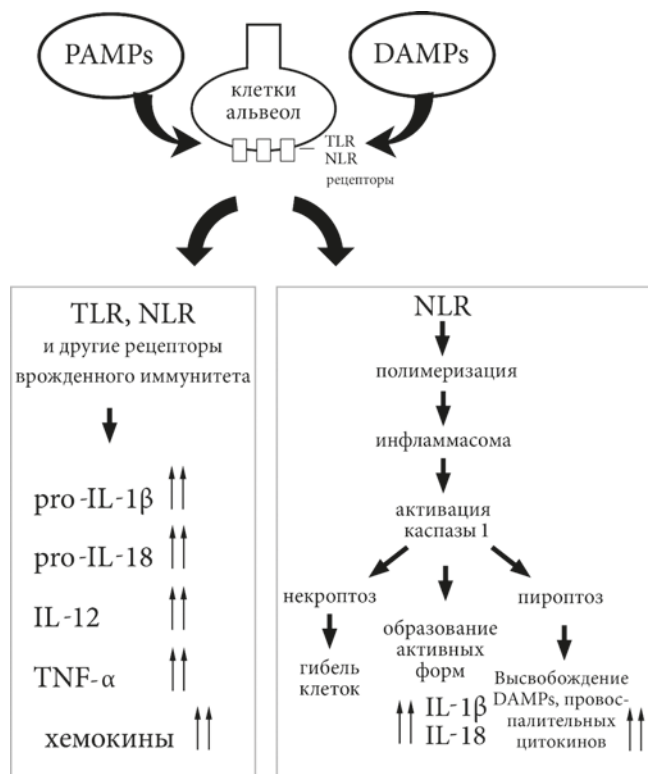 PAMPs
DAMPs
клетки
альвеол
TLR
NLR
рецепторы
TLR, NLR
и другие рецепторы
врожденного иммунитета
pro-IL-1β
pro-IL-18
IL-12
TNF-α
хемокины
NLR
полимеризация
инфламмасома
активация
каспазы 1
некроптоз
гибель
клеток
образование
активных
форм
IL-1β
IL-18
пироптоз
Высвобождение
DAMPs, провос-
палительных
цитокинов